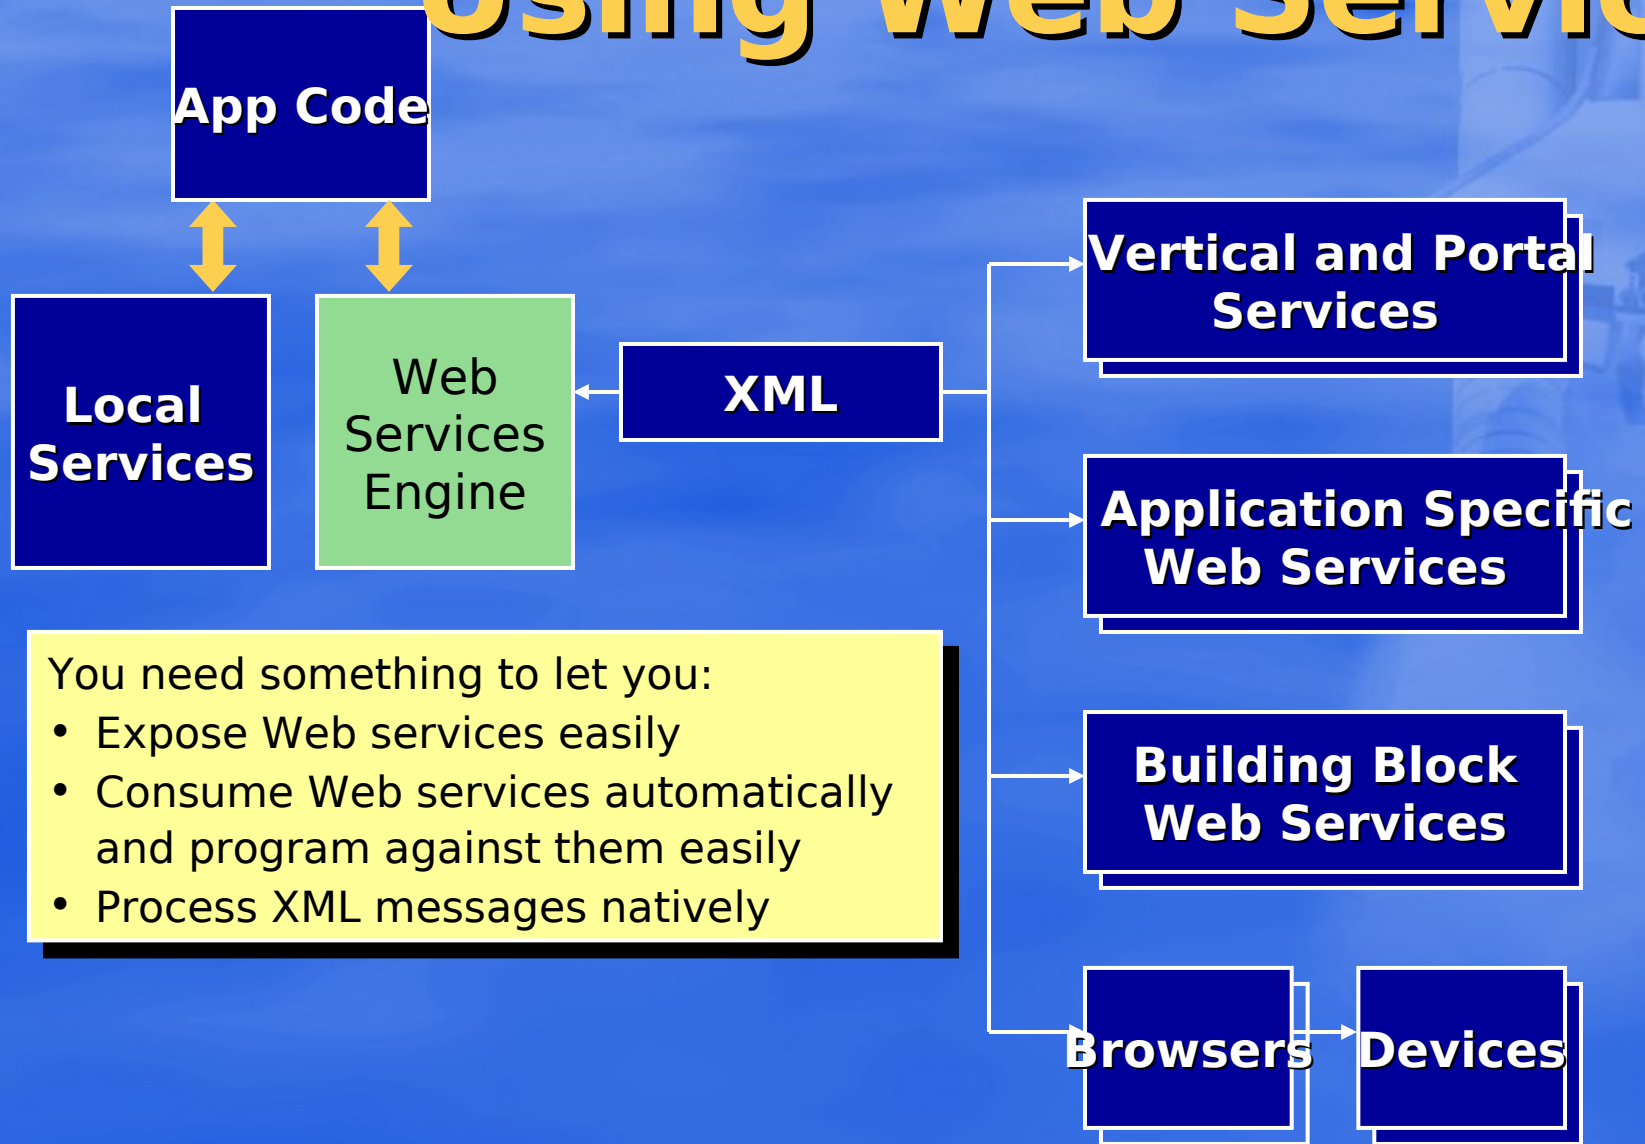 Using Web
App Code
Local
Services
Web
Services
Engine
XML
Vertical and Portal
Services
Application Specific
Web Services
Building Block
Web Services
Browsers
Devices
You need something to let you:
• Expose Web services easily
• Consume Web services automatically
and program against them easily
• Process XML messages natively